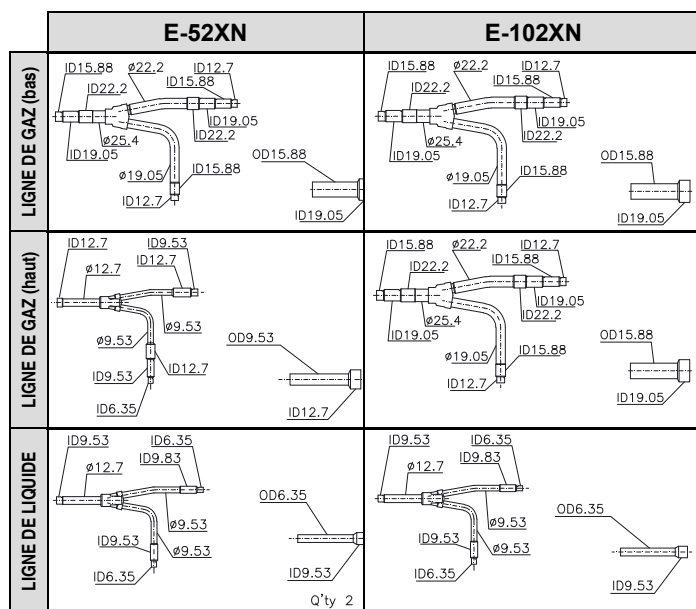 E-52XN
E-102XN
LIGNE DE GAZ (bas)
ID15.88
ø22.2
ID12.7
ID22.2
ID15.88
ID19.05
ø25.4
ID22.2
ID19.05
ø19.05
ID15.88
ID12.7
OD15.88
ID19.05
ID15.88
ø22.2
ID12.7
ID22.2
ID15.88
ID19.05
ø25.4
ID22.2
ID19.05
ø19.05
ID15.88
ID12.7
OD15.88
ID19.05
LIGNE DE GAZ (haut)
ID12.7
ID9.53
ø12.7
ID12.7
ø9.53
ø9.53
ID9.53
ID12.7
ID6.35
OD9.53
ID12.7
ID15.88
ø22.2
ID12.7
ID22.2
ID15.88
ID19.05
ø25.4
ID22.2
ID19.05
ø19.05
ID15.88
ID12.7
OD15.88
ID19.05
LIGNE DE LIQUIDE
ID9.53
ID6.35
ø12.7
ID9.83
ø9.53
ID9.53
ø9.53
ID6.35
OD6.35
ID9.53
Q'ty 2
ID9.53
ID6.35
ø12.7
ID9.83
ø9.53
ID9.53
ø9.53
ID6.35
OD6.35
ID9.53